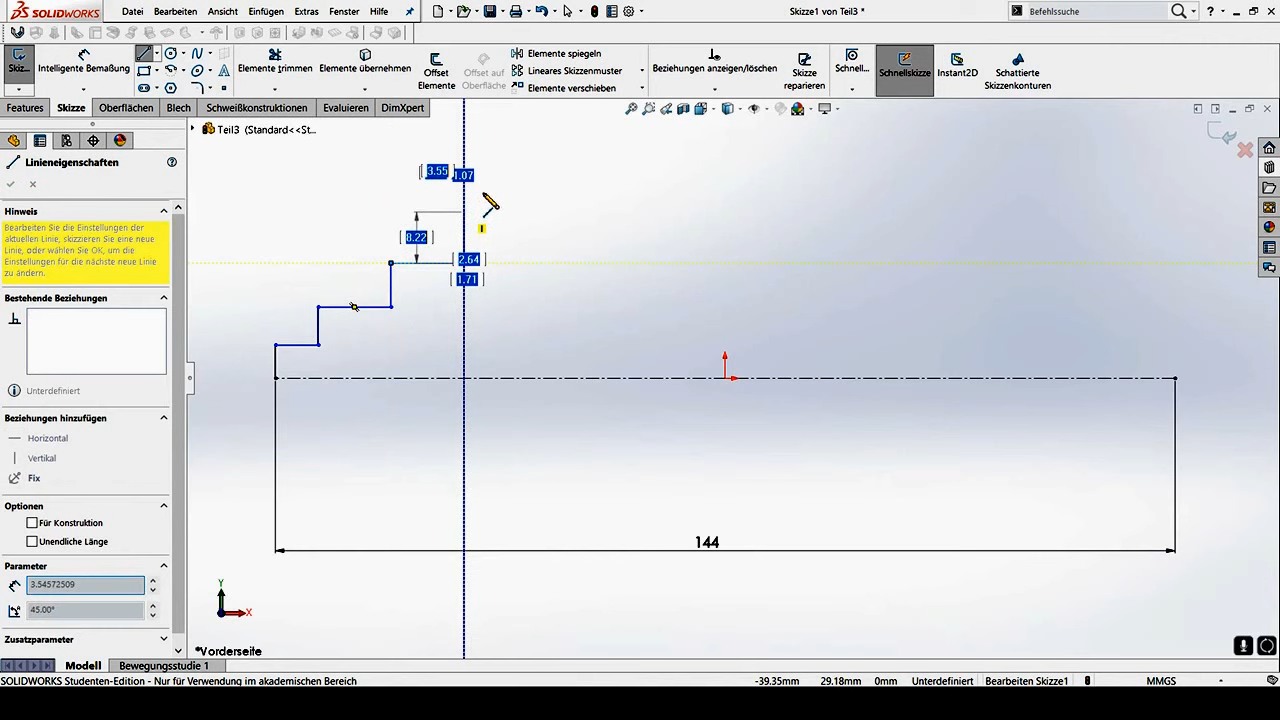 SOLIDWORKS
Datei Bearbeiten Ansicht Einfügen Extras Fenster Hilfe
Skizze1 von Teil3 *
Befehlssuche
Skiz...
Intelligente Bemaßung
Elemente trimmen
Elemente übernehmen
Offset Elemente
Offset auf Oberfläche
Elemente spiegeln
Lineares Skizzenmuster
Elemente verschieben
Beziehungen anzeigen/löschen
Skizze reparieren
Schnell...
Schnellskizze
Instant2D
Schattierte Skizzenkonturen
Features Skizze Oberflächen Blech Schweißkonstruktionen Evaluieren DimXpert
Teil3 (Standard<<St...
Linieneigenschaften
Hinweis
Bearbeiten Sie die Einstellungen der
aktuellen Linie, skizzieren Sie eine neue
Linie, oder wählen Sie OK, um die
Einstellungen für die nächste neue Linie
zu ändern.
Bestehende Beziehungen
Unterdefiniert
Beziehungen hinzufügen
Horizontal
Vertikal
Fix
Optionen
Für Konstruktion
Unendliche Länge
Parameter
3.54572509
45.00°
Zusatzparameter
3.55
1.07
8.22
2.64
1.71
144
Y
X
*Vorderseite
Modell Bewegungsstudie 1
SOLIDWORKS Studenten-Edition - Nur für Verwendung im akademischen Bereich
-39.35mm 29.18mm 0mm Unterdefiniert Bearbeiten Skizze1 MMGS -